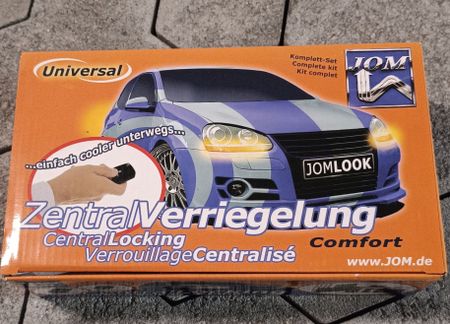 Universal
Komplett-Set
Complete kit
Kit complet
JOM
...einfach cooler unterwegs...
JOMLOOK
ZentralVerriegelung
CentralLocking
VerrouillageCentralisé
Comfort
www.JOM.de